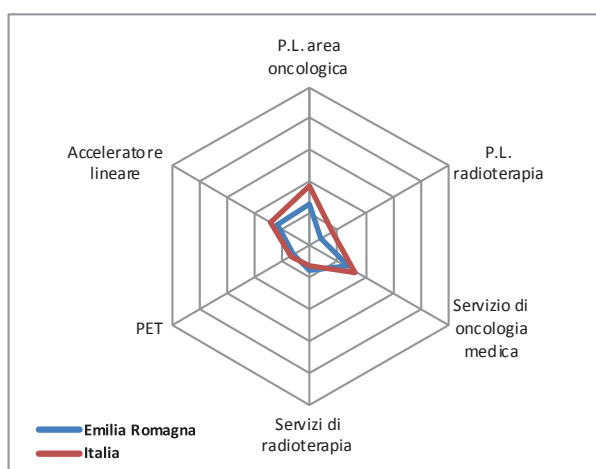 P.L. area
oncologica
Acceleratore
lineare
P.L.
radioterapia
PET
Servizio di
oncologia
medica
Servizi di
radioterapia
Emilia Romagna
Italia